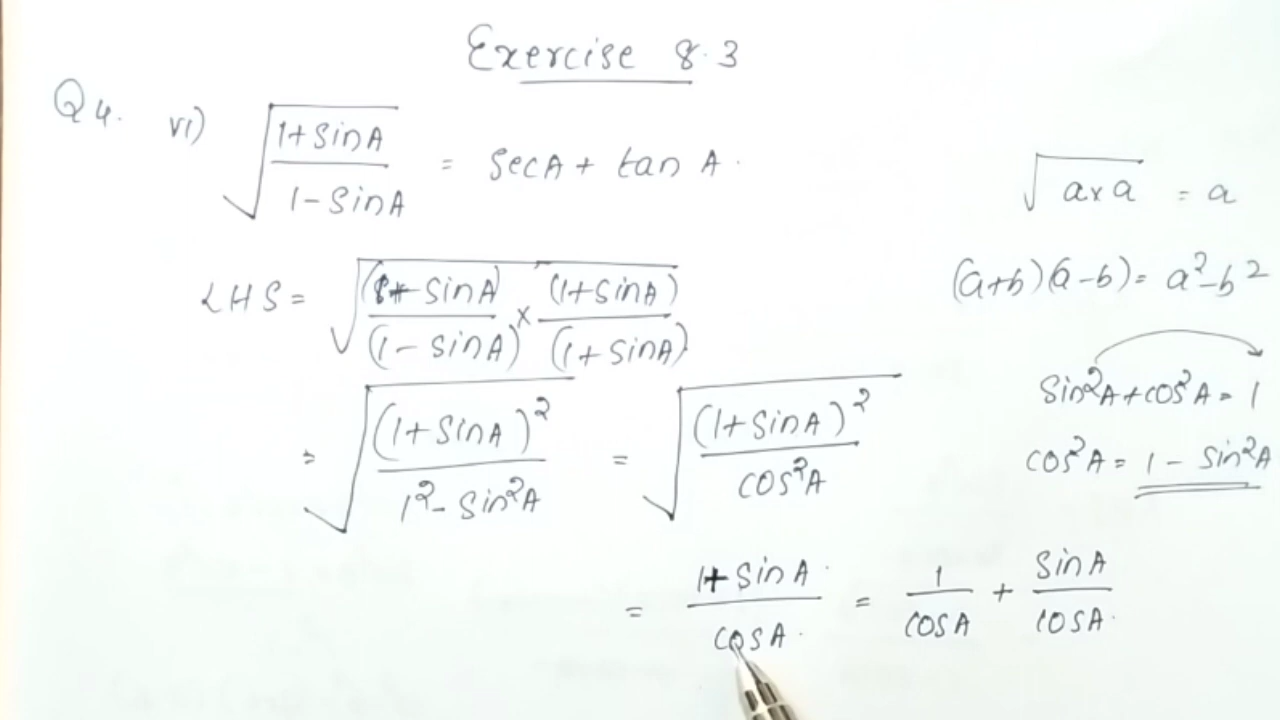 Exercise 8.3
Q4. vi) √((1+SinA)/(1-SinA)) = SecA + tan A.
√(a×a) = a
(a+b)(a-b) = a²-b²
LHS = √((1+SinA)/(1-SinA) × (1+SinA)/(1+SinA))
Sin²A+cos²A = 1
= √((1+SinA)²/(1²-Sin²A)) = √((1+SinA)²/cos²A)
cos²A = 1 - Sin²A
= (1+SinA)/cosA = 1/cosA + SinA/cosA